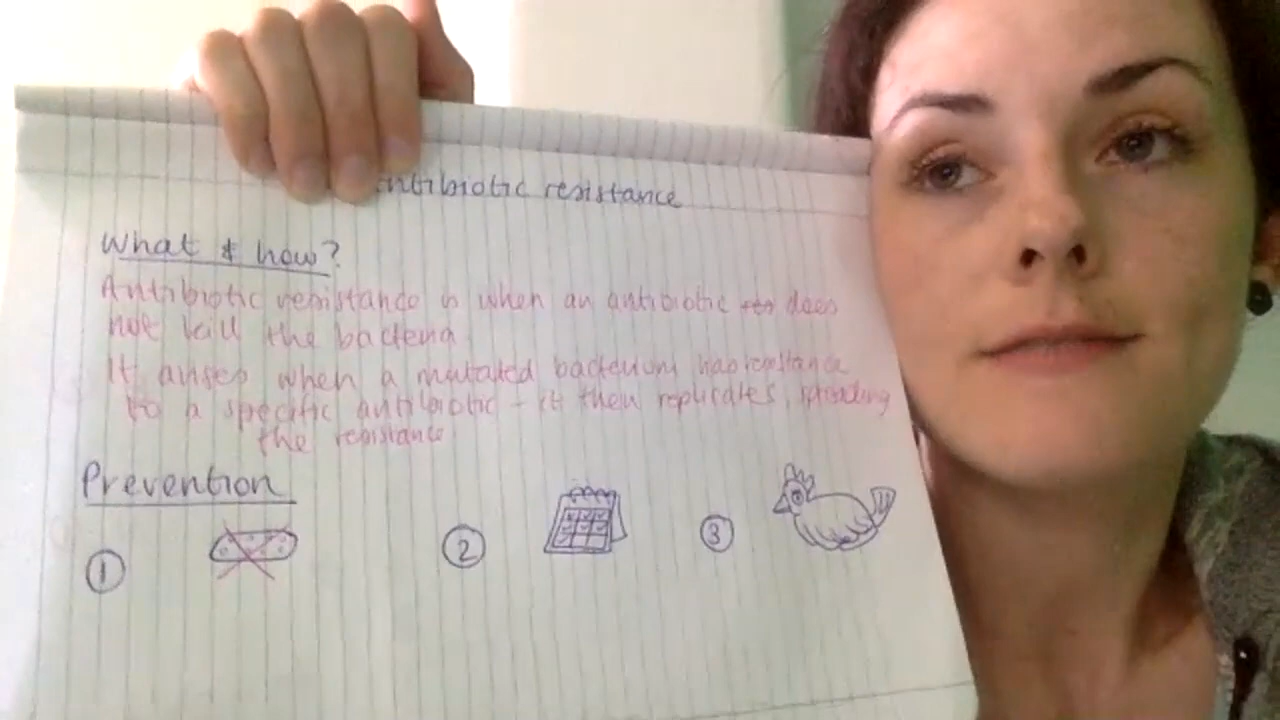 Antibiotic resistance
What & how?
Antibiotic resistance is when an antibiotic does
not kill the bacteria.
It arises when a mutated bacterium has resistance
to a specific antibiotic - it then replicates, spreading
the resistance.
Prevention
1 2 3